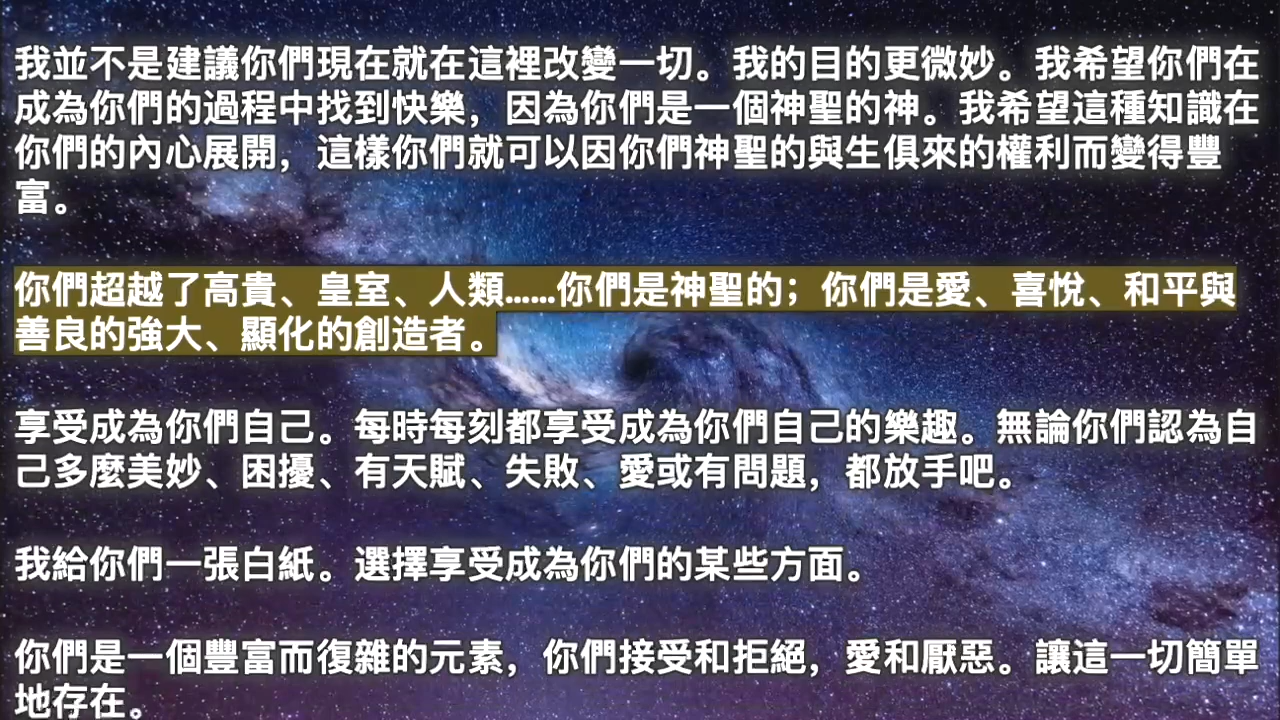 我並不是建議你們現在就在這裡改變一切。我的目的更微妙。我希望你們在
成為你們的過程中找到快樂，因為你們是一個神聖的神。我希望這種知識在
你們的內心展開，這樣你們就可以因你們神聖的與生俱來的權利而變得豐
富。
你們超越了高貴、皇室、人類……你們是神聖的；你們是愛、喜悅、和平與
善良的強大、顯化的創造者。
享受成為你們自己。每時每刻都享受成為你們自己的樂趣。無論你們認為自
己多麼美妙、困擾、有天賦、失敗、愛或有問題，都放手吧。
我給你們一張白紙。選擇享受成為你們的某些方面。
你們是一個豐富而復雜的元素，你們接受和拒絕，愛和厭惡。讓這一切簡單
地存在。